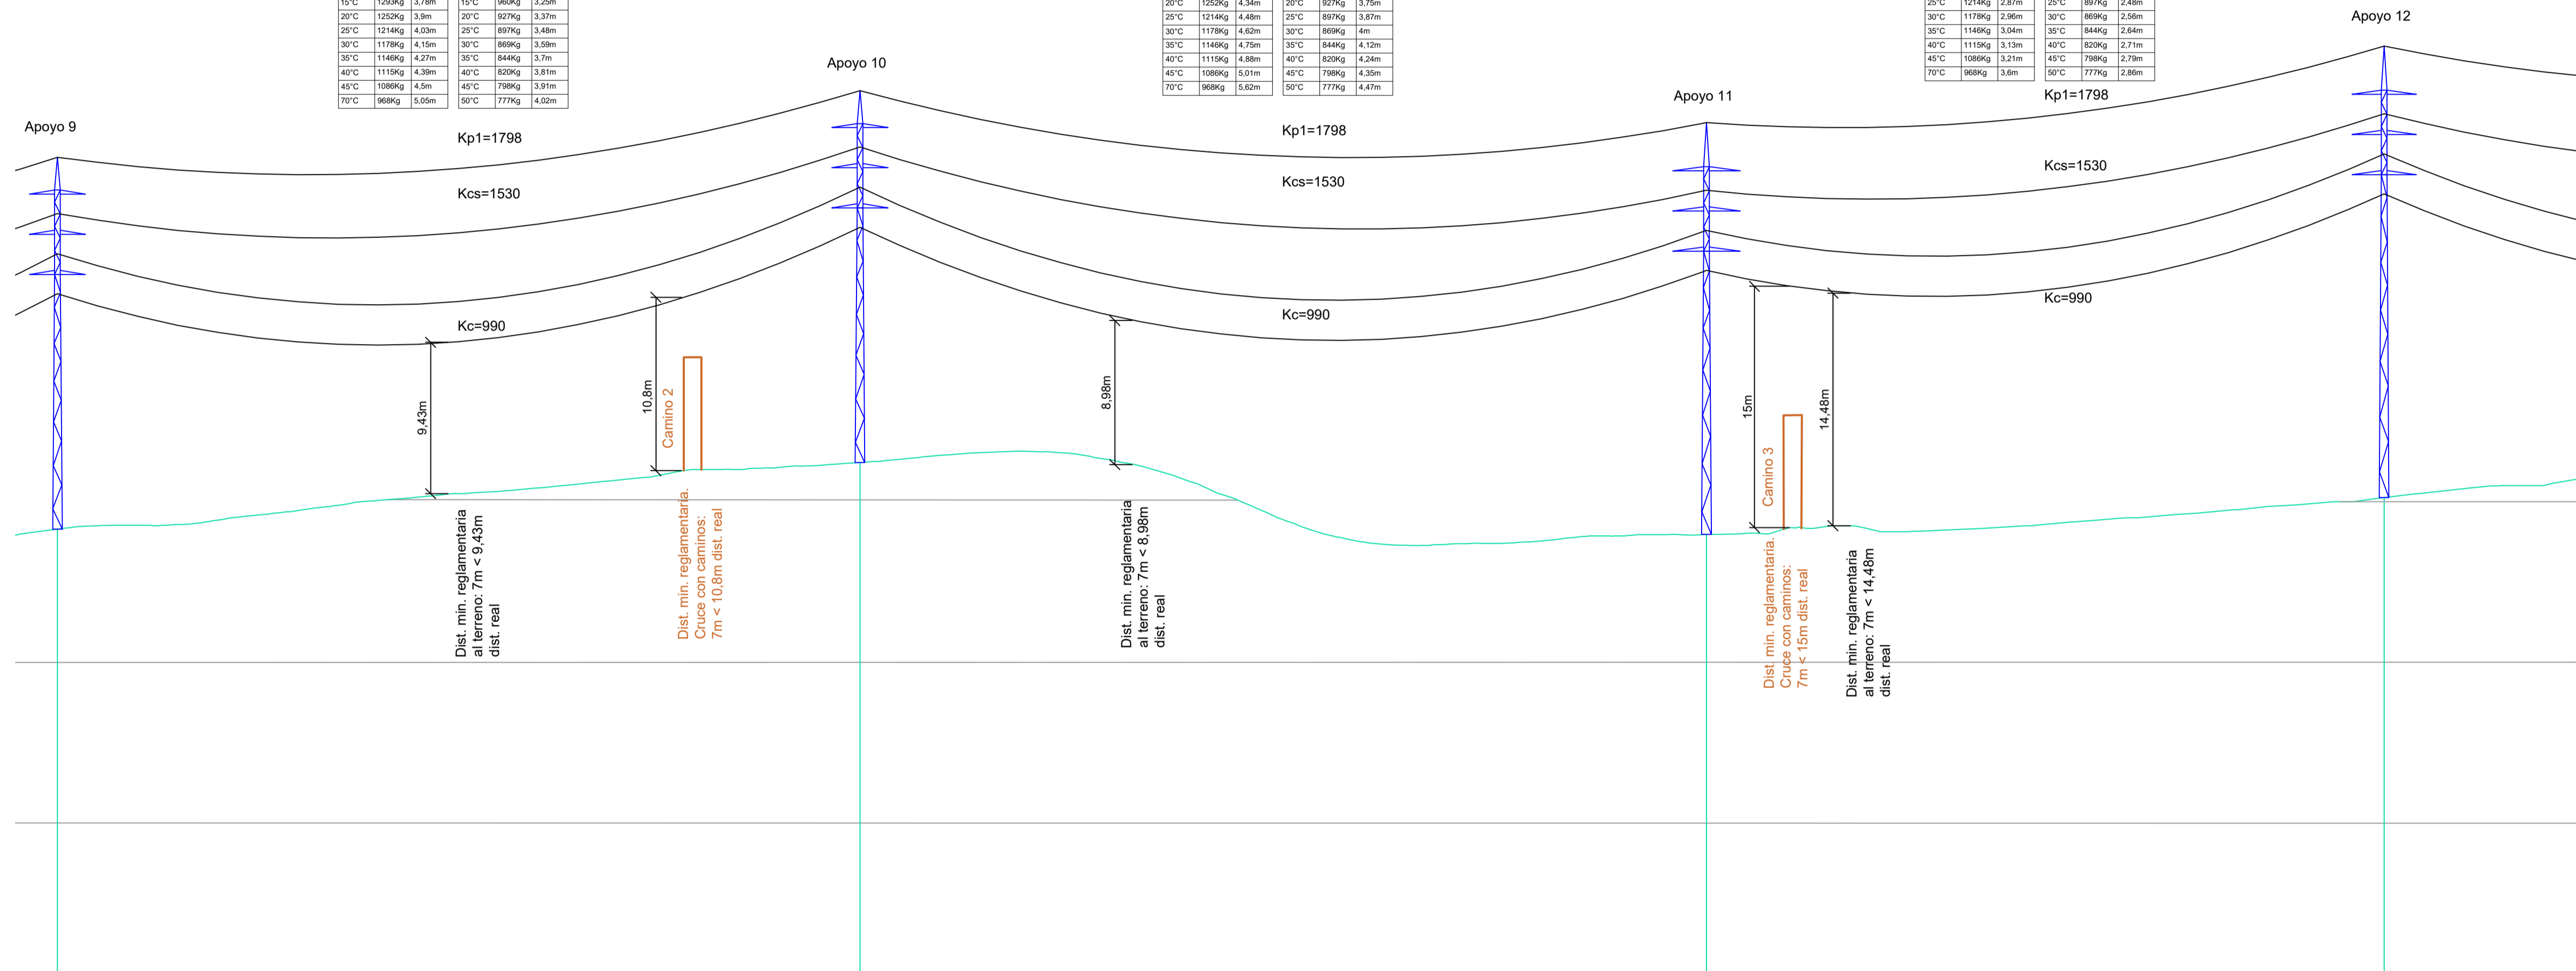 15°C 1293Kg 3,78m 15°C 960Kg 3,25m
20°C 1252Kg 3,9m 20°C 927Kg 3,37m
25°C 1214Kg 4,03m 25°C 897Kg 3,48m
30°C 1178Kg 4,15m 30°C 869Kg 3,59m
35°C 1146Kg 4,27m 35°C 844Kg 3,7m
40°C 1115Kg 4,39m 40°C 820Kg 3,81m
45°C 1086Kg 4,5m 45°C 798Kg 3,91m
70°C 968Kg 5,05m 50°C 777Kg 4,02m
20°C 1252Kg 4,34m 20°C 927Kg 3,75m
25°C 1214Kg 4,48m 25°C 897Kg 3,87m
30°C 1178Kg 4,62m 30°C 869Kg 4m
35°C 1146Kg 4,75m 35°C 844Kg 4,12m
40°C 1115Kg 4,88m 40°C 820Kg 4,24m
45°C 1086Kg 5,01m 45°C 798Kg 4,35m
70°C 968Kg 5,62m 50°C 777Kg 4,47m
25°C 1214Kg 2,87m 25°C 897Kg 2,48m
30°C 1178Kg 2,96m 30°C 869Kg 2,56m
35°C 1146Kg 3,04m 35°C 844Kg 2,64m
40°C 1115Kg 3,13m 40°C 820Kg 2,71m
45°C 1086Kg 3,21m 45°C 798Kg 2,79m
70°C 968Kg 3,6m 50°C 777Kg 2,86m
Apoyo 9
Apoyo 10
Apoyo 11
Apoyo 12
Kp1=1798
Kcs=1530
Kc=990
Kp1=1798
Kcs=1530
Kc=990
Kp1=1798
Kcs=1530
Kc=990
9,43m
10,8m
Camino 2
8,98m
15m
Camino 3
14,48m
Dist. min. reglamentaria
al terreno: 7m < 9,43m
dist. real
Dist. min. reglamentaria.
Cruce con caminos:
7m < 10,8m dist. real
Dist. min. reglamentaria
al terreno: 7m < 8,98m
dist. real
Dist. min. reglamentaria.
Cruce con caminos:
7m < 15m dist. real
Dist. min. reglamentaria
al terreno: 7m < 14,48m
dist. real